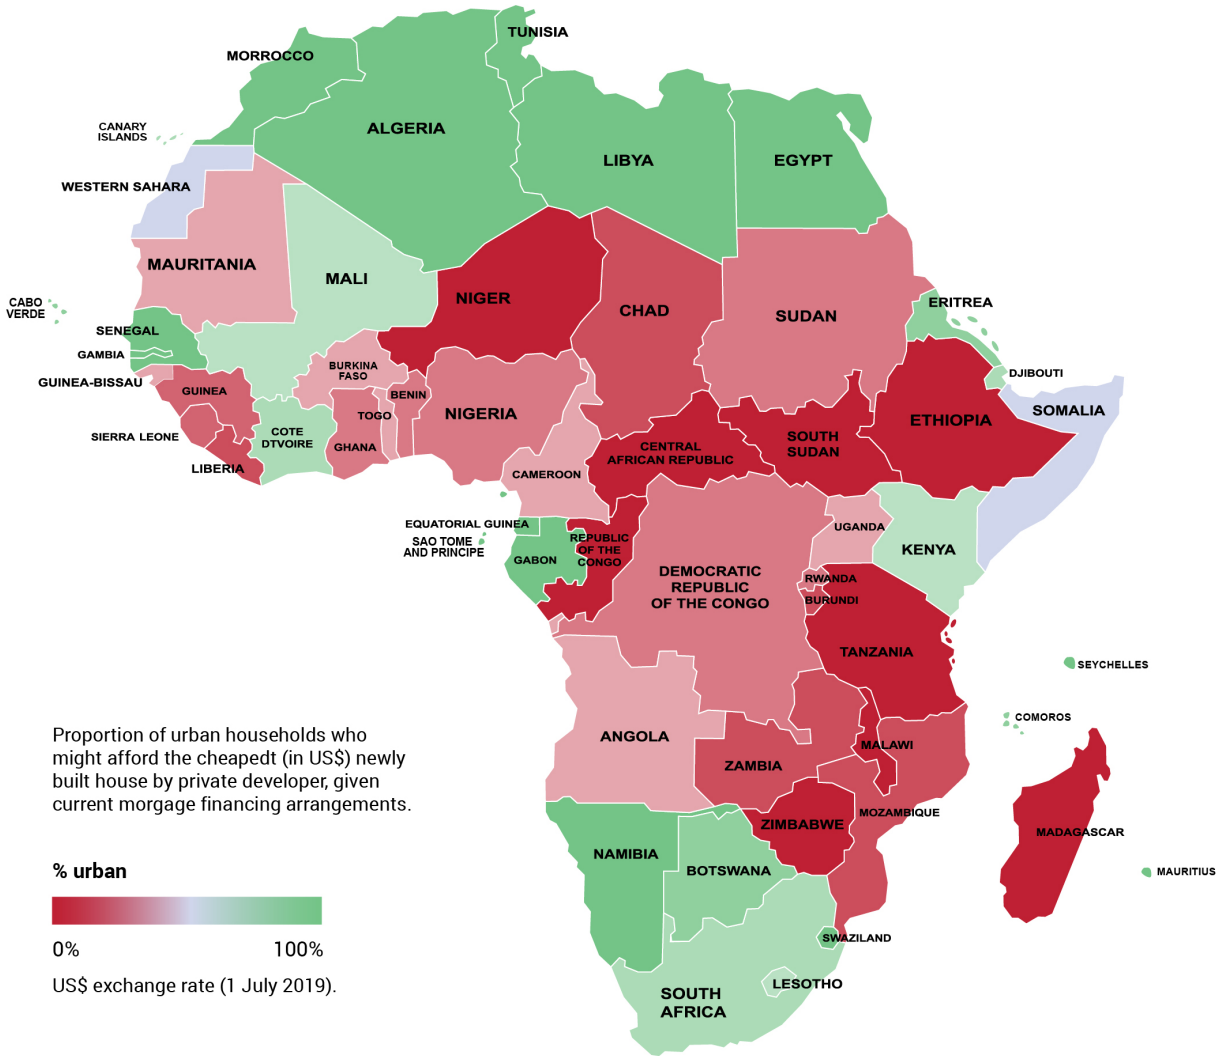 TUNISIA
MORROCCO
ALGERIA
CANARY
ISLANDS
LIBYA
EGYPT
WESTERN SAHARA
MAURITANIA
MALI
NIGER
CHAD
SUDAN
ERITREA
CABO
VERDE
SENEGAL
GAMBIA
GUINEA-BISSAU
BURKINA
FASO
DJIBOUTI
GUINEA
BENIN
TOGO
NIGERIA
SOMALIA
ETHIOPIA
SIERRA LEONE
COTE
DTVOIRE
GHANA
SOUTH
SUDAN
CENTRAL
AFRICAN REPUBLIC
LIBERIA
CAMEROON
EQUATORIAL GUINEA
UGANDA
SAO TOME
AND PRINCIPE
REPUBLIC
OF THE
CONGO
GABON
KENYA
DEMOCRATIC
REPUBLIC
OF THE CONGO
RWANDA
BURUNDI
TANZANIA
SEYCHELLES
COMOROS
ANGOLA
MALAWI
ZAMBIA
MOZAMBIQUE
ZIMBABWE
MADAGASCAR
NAMIBIA
BOTSWANA
MAURITIUS
SWAZILAND
LESOTHO
SOUTH
AFRICA
Proportion of urban households who
might afford the cheapedt (in US$) newly
built house by private developer, given
current morgage financing arrangements.
% urban
0% 100%
US$ exchange rate (1 July 2019).